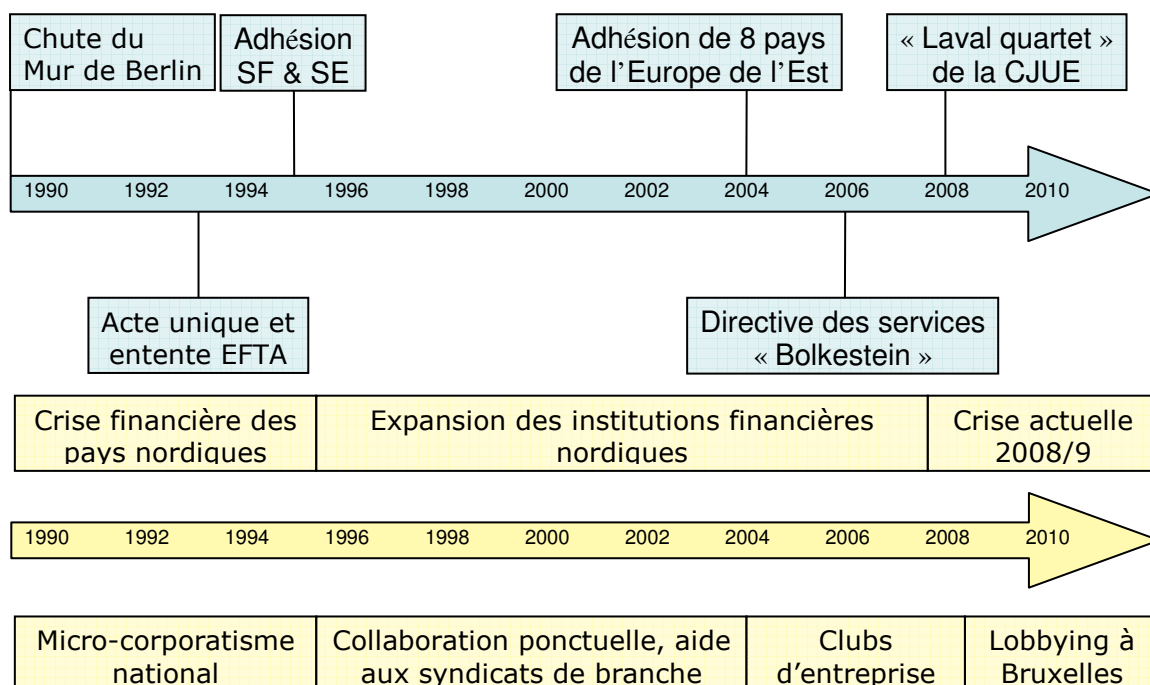 Chute du
Mur de Berlin
Adhésion
SF & SE
Adhésion de 8 pays
de l’Europe de l’Est
« Laval quartet »
de la CJUE
1990 1992 1994 1996 1998 2000 2002 2004 2006 2008 2010
Acte unique et
entente EFTA
Directive des services
« Bolkestein »
Crise financière des
pays nordiques
Expansion des institutions financières
nordiques
Crise actuelle
2008/9
1990 1992 1994 1996 1998 2000 2002 2004 2006 2008 2010
Micro-corporatisme
national
Collaboration ponctuelle, aide
aux syndicats de branche
Clubs
d’entreprise
Lobbying à
Bruxelles